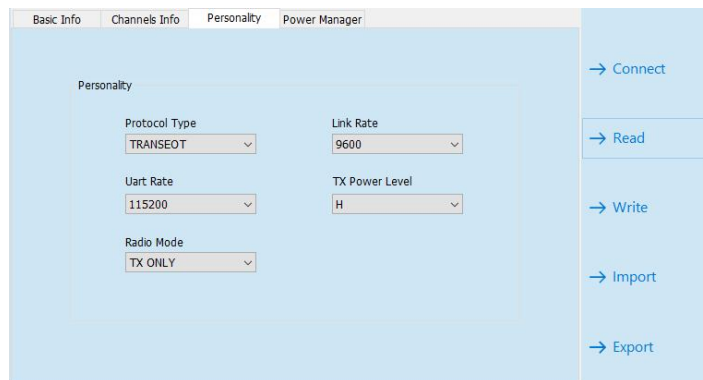 Basic Info Channels Info Personality Power Manager
Personality
Protocol Type Link Rate
TRANSEOT 9600
Uart Rate TX Power Level
115200 H
Radio Mode
TX ONLY
→ Connect
→ Read
→ Write
→ Import
→ Export